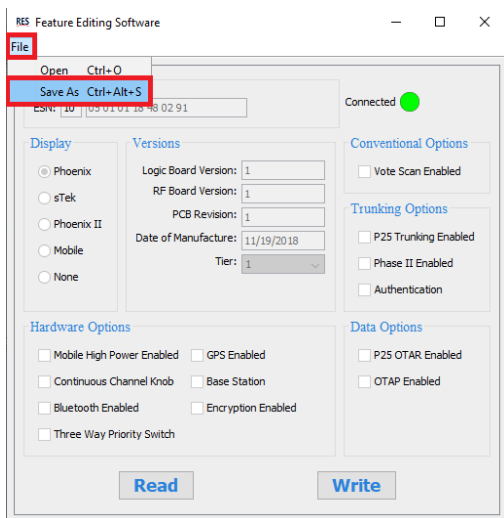 RES Feature Editing Software
File
Open Ctrl+O
Save As Ctrl+Alt+S
ESN: 10 05 01 01 18 48 02 91
Connected
Display
Phoenix
sTek
Phoenix II
Mobile
None
Versions
Logic Board Version: 1
RF Board Version: 1
PCB Revision: 1
Date of Manufacture: 11/19/2018
Tier: 1
Conventional Options
Vote Scan Enabled
Trunking Options
P25 Trunking Enabled
Phase II Enabled
Authentication
Hardware Options
Mobile High Power Enabled GPS Enabled
Continuous Channel Knob Base Station
Bluetooth Enabled Encryption Enabled
Three Way Priority Switch
Data Options
P25 OTAR Enabled
OTAP Enabled
Read Write